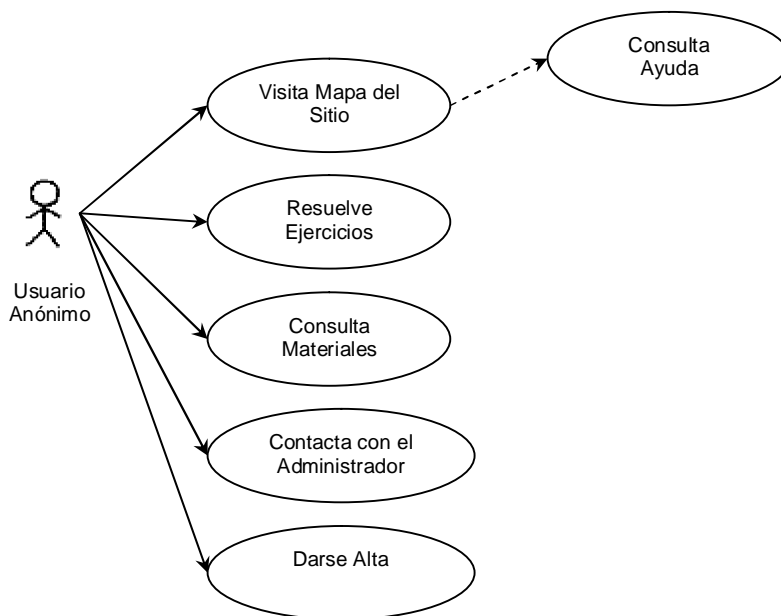 Consulta
Ayuda
Visita Mapa del
Sitio
Resuelve
Ejercicios
Usuario
Anónimo
Consulta
Materiales
Contacta con el
Administrador
Darse Alta